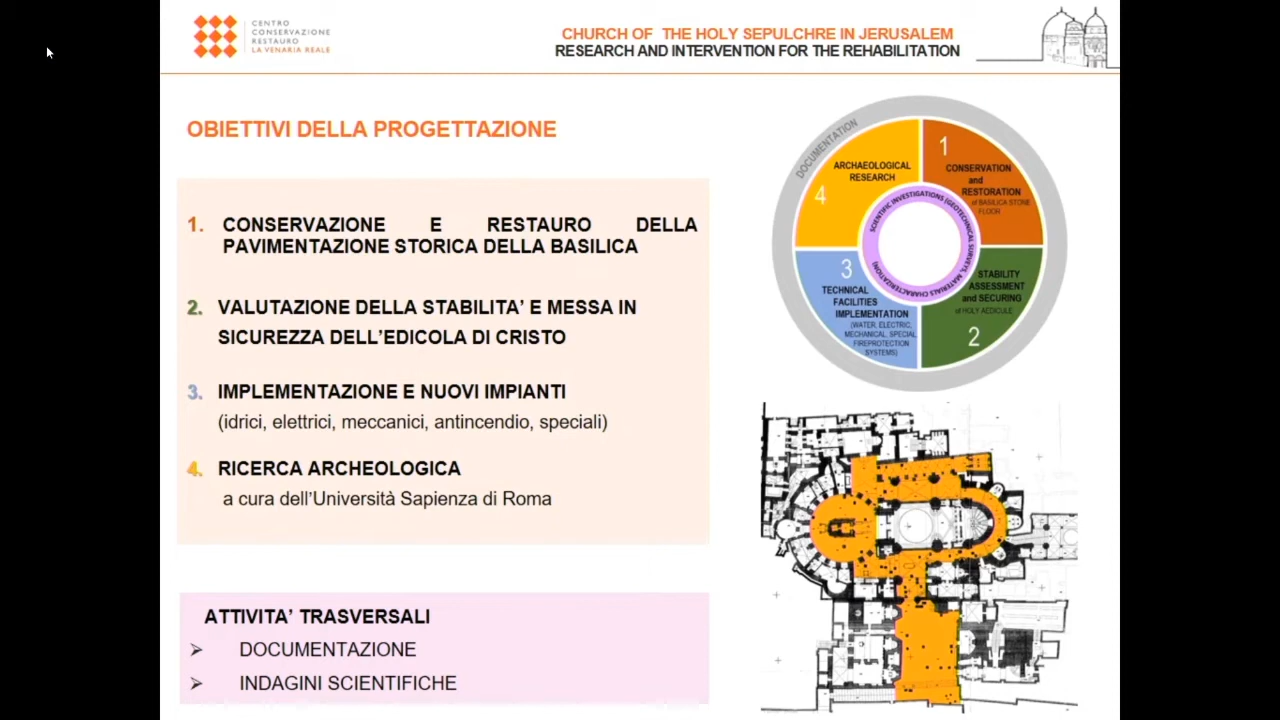 CENTRO
CONSERVAZIONE
RESTAURO
LA VENARIA REALE
CHURCH OF THE HOLY SEPULCHRE IN JERUSALEM
RESEARCH AND INTERVENTION FOR THE REHABILITATION
OBIETTIVI DELLA PROGETTAZIONE
1. CONSERVAZIONE E RESTAURO DELLA
PAVIMENTAZIONE STORICA DELLA BASILICA
2. VALUTAZIONE DELLA STABILITA’ E MESSA IN
SICUREZZA DELL’EDICOLA DI CRISTO
3. IMPLEMENTAZIONE E NUOVI IMPIANTI
(idrici, elettrici, meccanici, antincendio, speciali)
4. RICERCA ARCHEOLOGICA
a cura dell’Università Sapienza di Roma
ATTIVITA’ TRASVERSALI
➢ DOCUMENTAZIONE
➢ INDAGINI SCIENTIFICHE
DOCUMENTATION
1
CONSERVATION
and
RESTORATION
of BASILICA STONE
FLOOR
STABILITY
ASSESSMENT
and SECURING
of HOLY AEDICULE
2
3
TECHNICAL
FACILITIES
IMPLEMENTATION
(WATER, ELECTRIC,
MECHANICAL, SPECIAL
FIREPROTECTION
SYSTEMS)
ARCHAEOLOGICAL
RESEARCH
4
SCIENTIFIC INVESTIGATIONS (GEOTECHNICAL SURVEYS, MATERIALS CHARACTERIZATION)